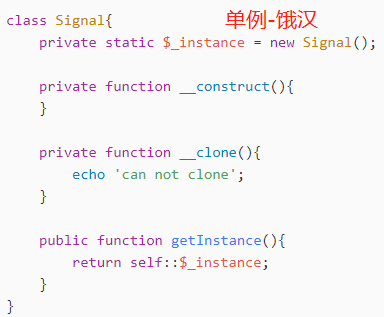 class Signal{
单例-饿汉
    private static $_instance = new Signal();
    private function __construct(){
    }
    private function __clone(){
        echo 'can not clone';
    }
    public function getInstance(){
        return self::$_instance;
    }
}